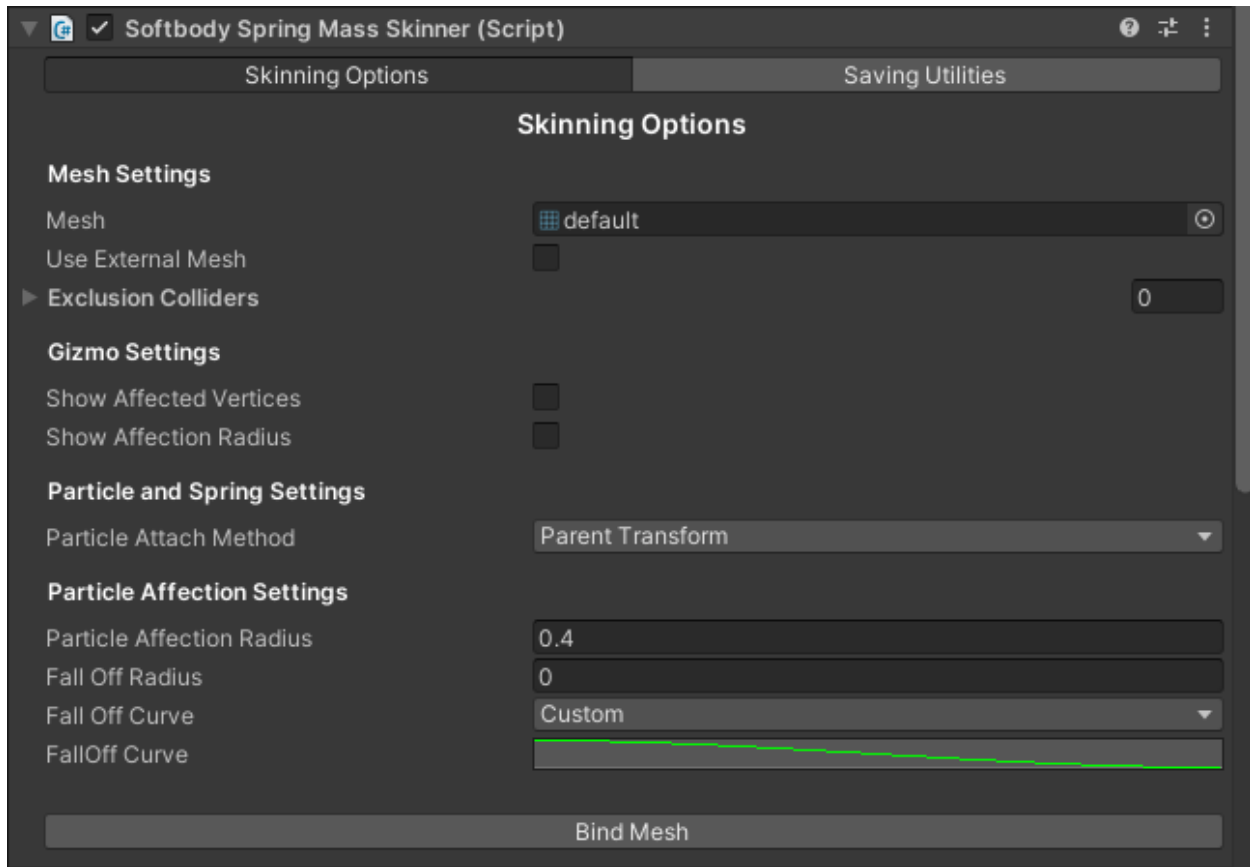 Softbody Spring Mass Skinner (Script)
Skinning Options Saving Utilities
Skinning Options
Mesh Settings
Mesh default
Use External Mesh
Exclusion Colliders 0
Gizmo Settings
Show Affected Vertices
Show Affection Radius
Particle and Spring Settings
Particle Attach Method Parent Transform
Particle Affection Settings
Particle Affection Radius 0.4
Fall Off Radius 0
Fall Off Curve Custom
FallOff Curve
Bind Mesh